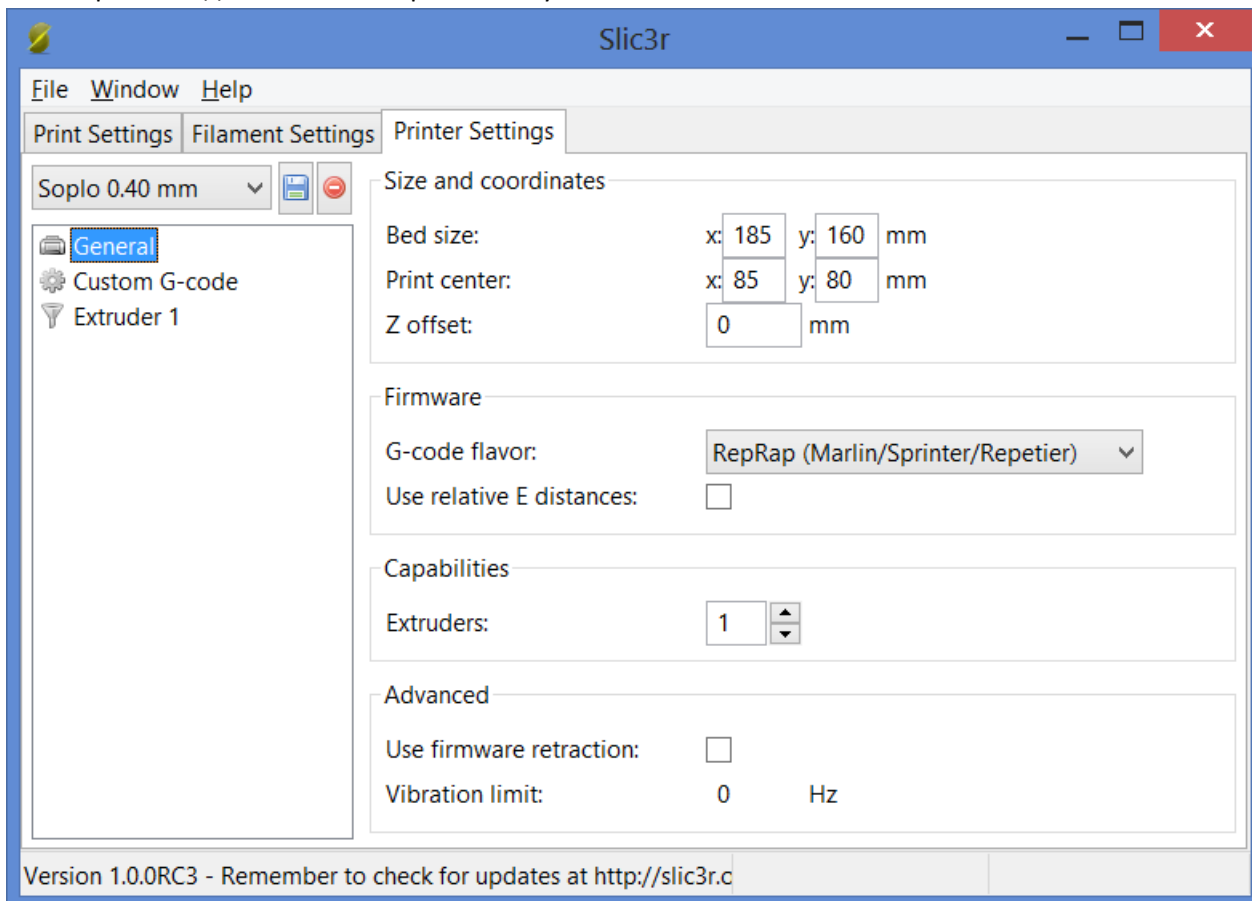 Slic3r
File Window Help
Print Settings Filament Settings Printer Settings
Soplo 0.40 mm
General
Custom G-code
Extruder 1
Size and coordinates
Bed size: x: 185 y: 160 mm
Print center: x: 85 y: 80 mm
Z offset: 0 mm
Firmware
G-code flavor: RepRap (Marlin/Sprinter/Repetier)
Use relative E distances:
Capabilities
Extruders: 1
Advanced
Use firmware retraction:
Vibration limit: 0 Hz
Version 1.0.0RC3 - Remember to check for updates at http://slic3r.o